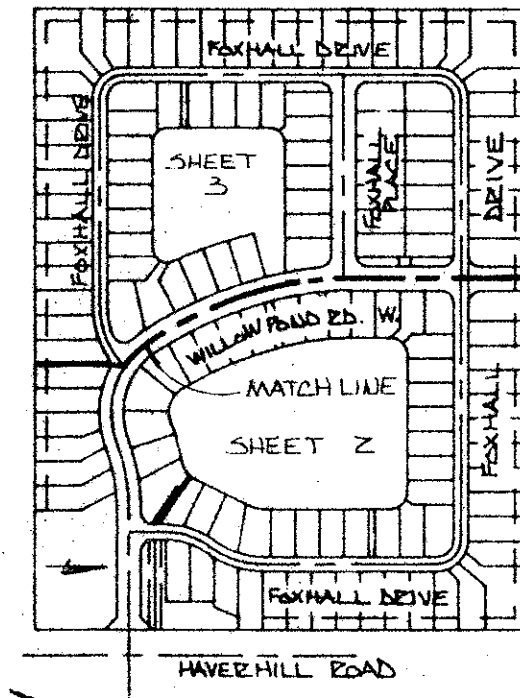 FOXHALL DRIVE
FOXHALL DRIVE
SHEET
3
FOXHALL
PLACE
DRIVE
WILLOW POND RD. W.
MATCH LINE
SHEET 2
FOXHALL
FOXHALL DRIVE
HAVERHILL ROAD